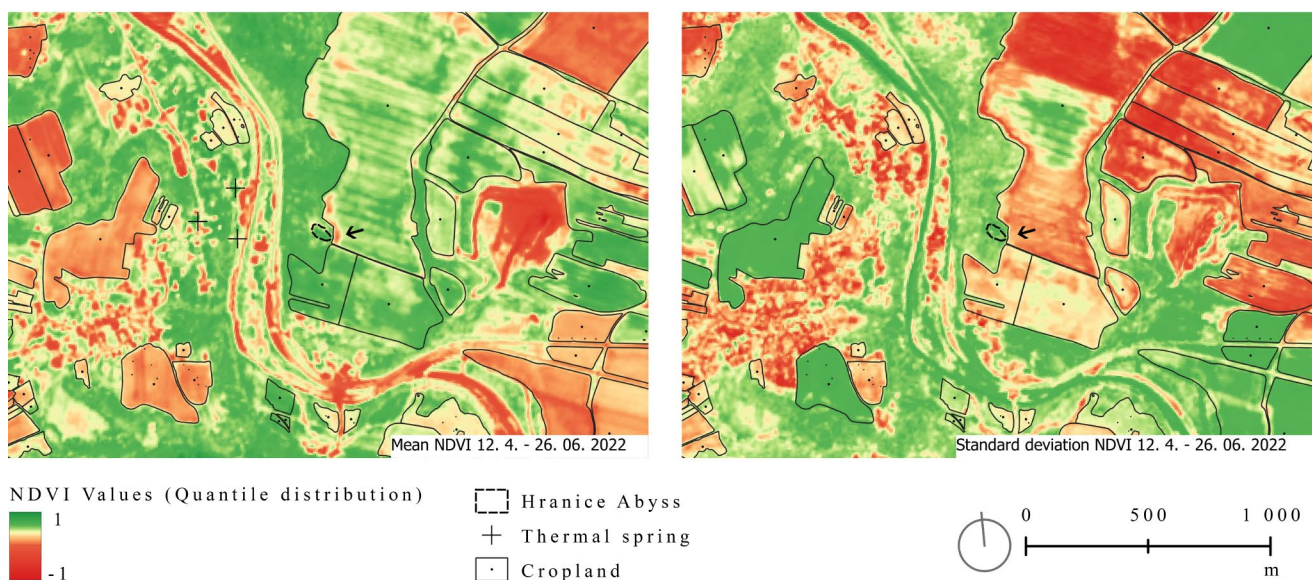 Mean NDVI 12. 4. - 26. 06. 2022
Standard deviation NDVI 12. 4. - 26. 06. 2022
NDVI Values (Quantile distribution)
1
-1
Hranice Abyss
Thermal spring
Cropland
0 500 1 000
m